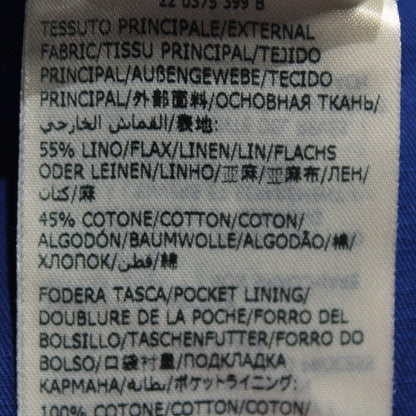 22 0375 399 B
TESSUTO PRINCIPALE/EXTERNAL
FABRIC/TISSU PRINCIPAL/TEJIDO
PRINCIPAL/AUßENGEWEBE/TECIDO
PRINCIPAL/外部面料/ОСНОВНАЯ ТКАНЬ/
القماش الخارجي/表地:
55% LINO/FLAX/LINEN/LIN/FLACHS
ODER LEINEN/LINHO/亚麻/亜麻布/ЛЕН/
كتان/麻
45% COTONE/COTTON/COTON/
ALGODÓN/BAUMWOLLE/ALGODÃO/棉/
ХЛОПОК/قطن/綿
FODERA TASCA/POCKET LINING/
DOUBLURE DE LA POCHE/FORRO DEL
BOLSILLO/TASCHENFUTTER/FORRO DO
BOLSO/口袋衬里/ПОДКЛАДКА
КАРМАНА/بطانة/ポケットライニング:
100% COTONE/COTTON/COTON/